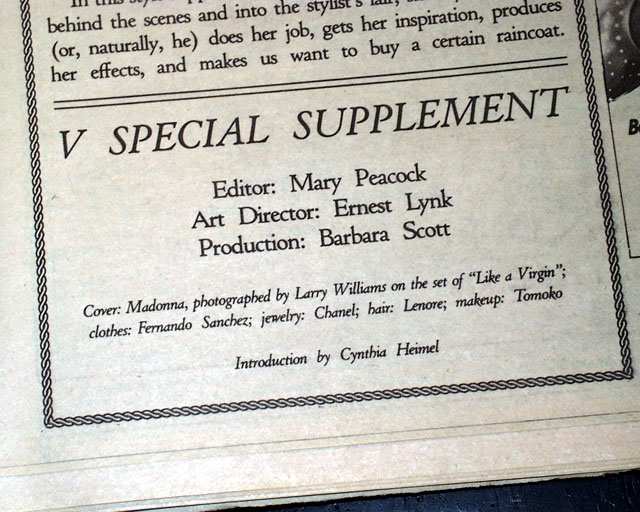 behind the scenes and into the stylist's lair,
(or, naturally, he) does her job, gets her inspiration, produces
her effects, and makes us want to buy a certain raincoat.
V SPECIAL SUPPLEMENT
Editor: Mary Peacock
Art Director: Ernest Lynk
Production: Barbara Scott
Cover: Madonna, photographed by Larry Williams on the set of "Like a Virgin";
clothes: Fernando Sanchez; jewelry: Chanel; hair: Lenore; makeup: Tomoko
Introduction by Cynthia Heimel